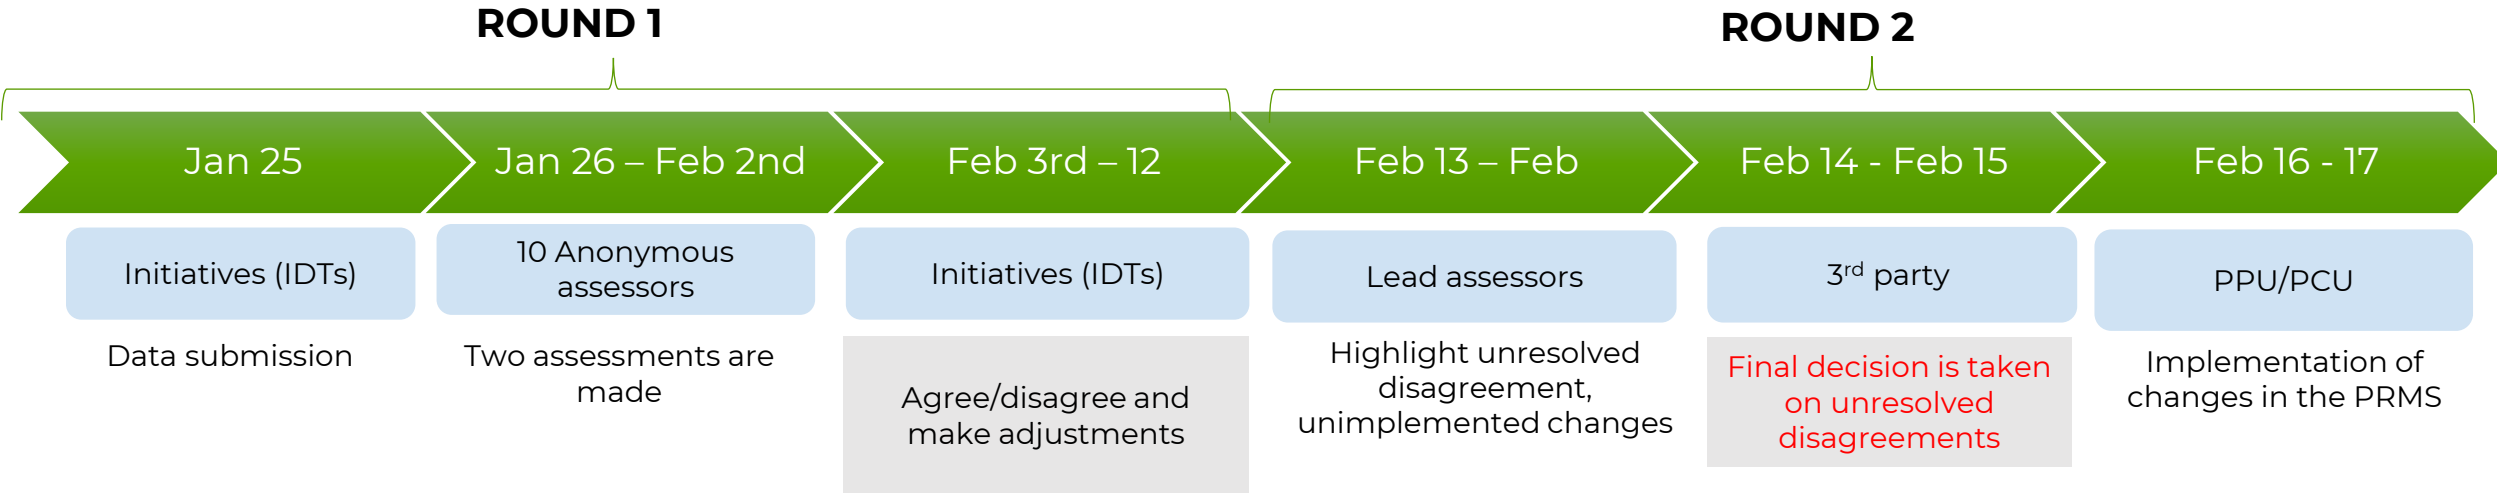 ROUND 1
ROUND 2
Jan 25
Jan 26 – Feb 2nd
Feb 3rd – 12
Feb 13 – Feb
Feb 14 - Feb 15
Feb 16 - 17
Initiatives (IDTs)
10 Anonymous
assessors
Initiatives (IDTs)
Lead assessors
3rd party
PPU/PCU
Data submission
Two assessments are
made
Agree/disagree and
make adjustments
Highlight unresolved
disagreement,
unimplemented changes
Final decision is taken
on unresolved
disagreements
Implementation of
changes in the PRMS